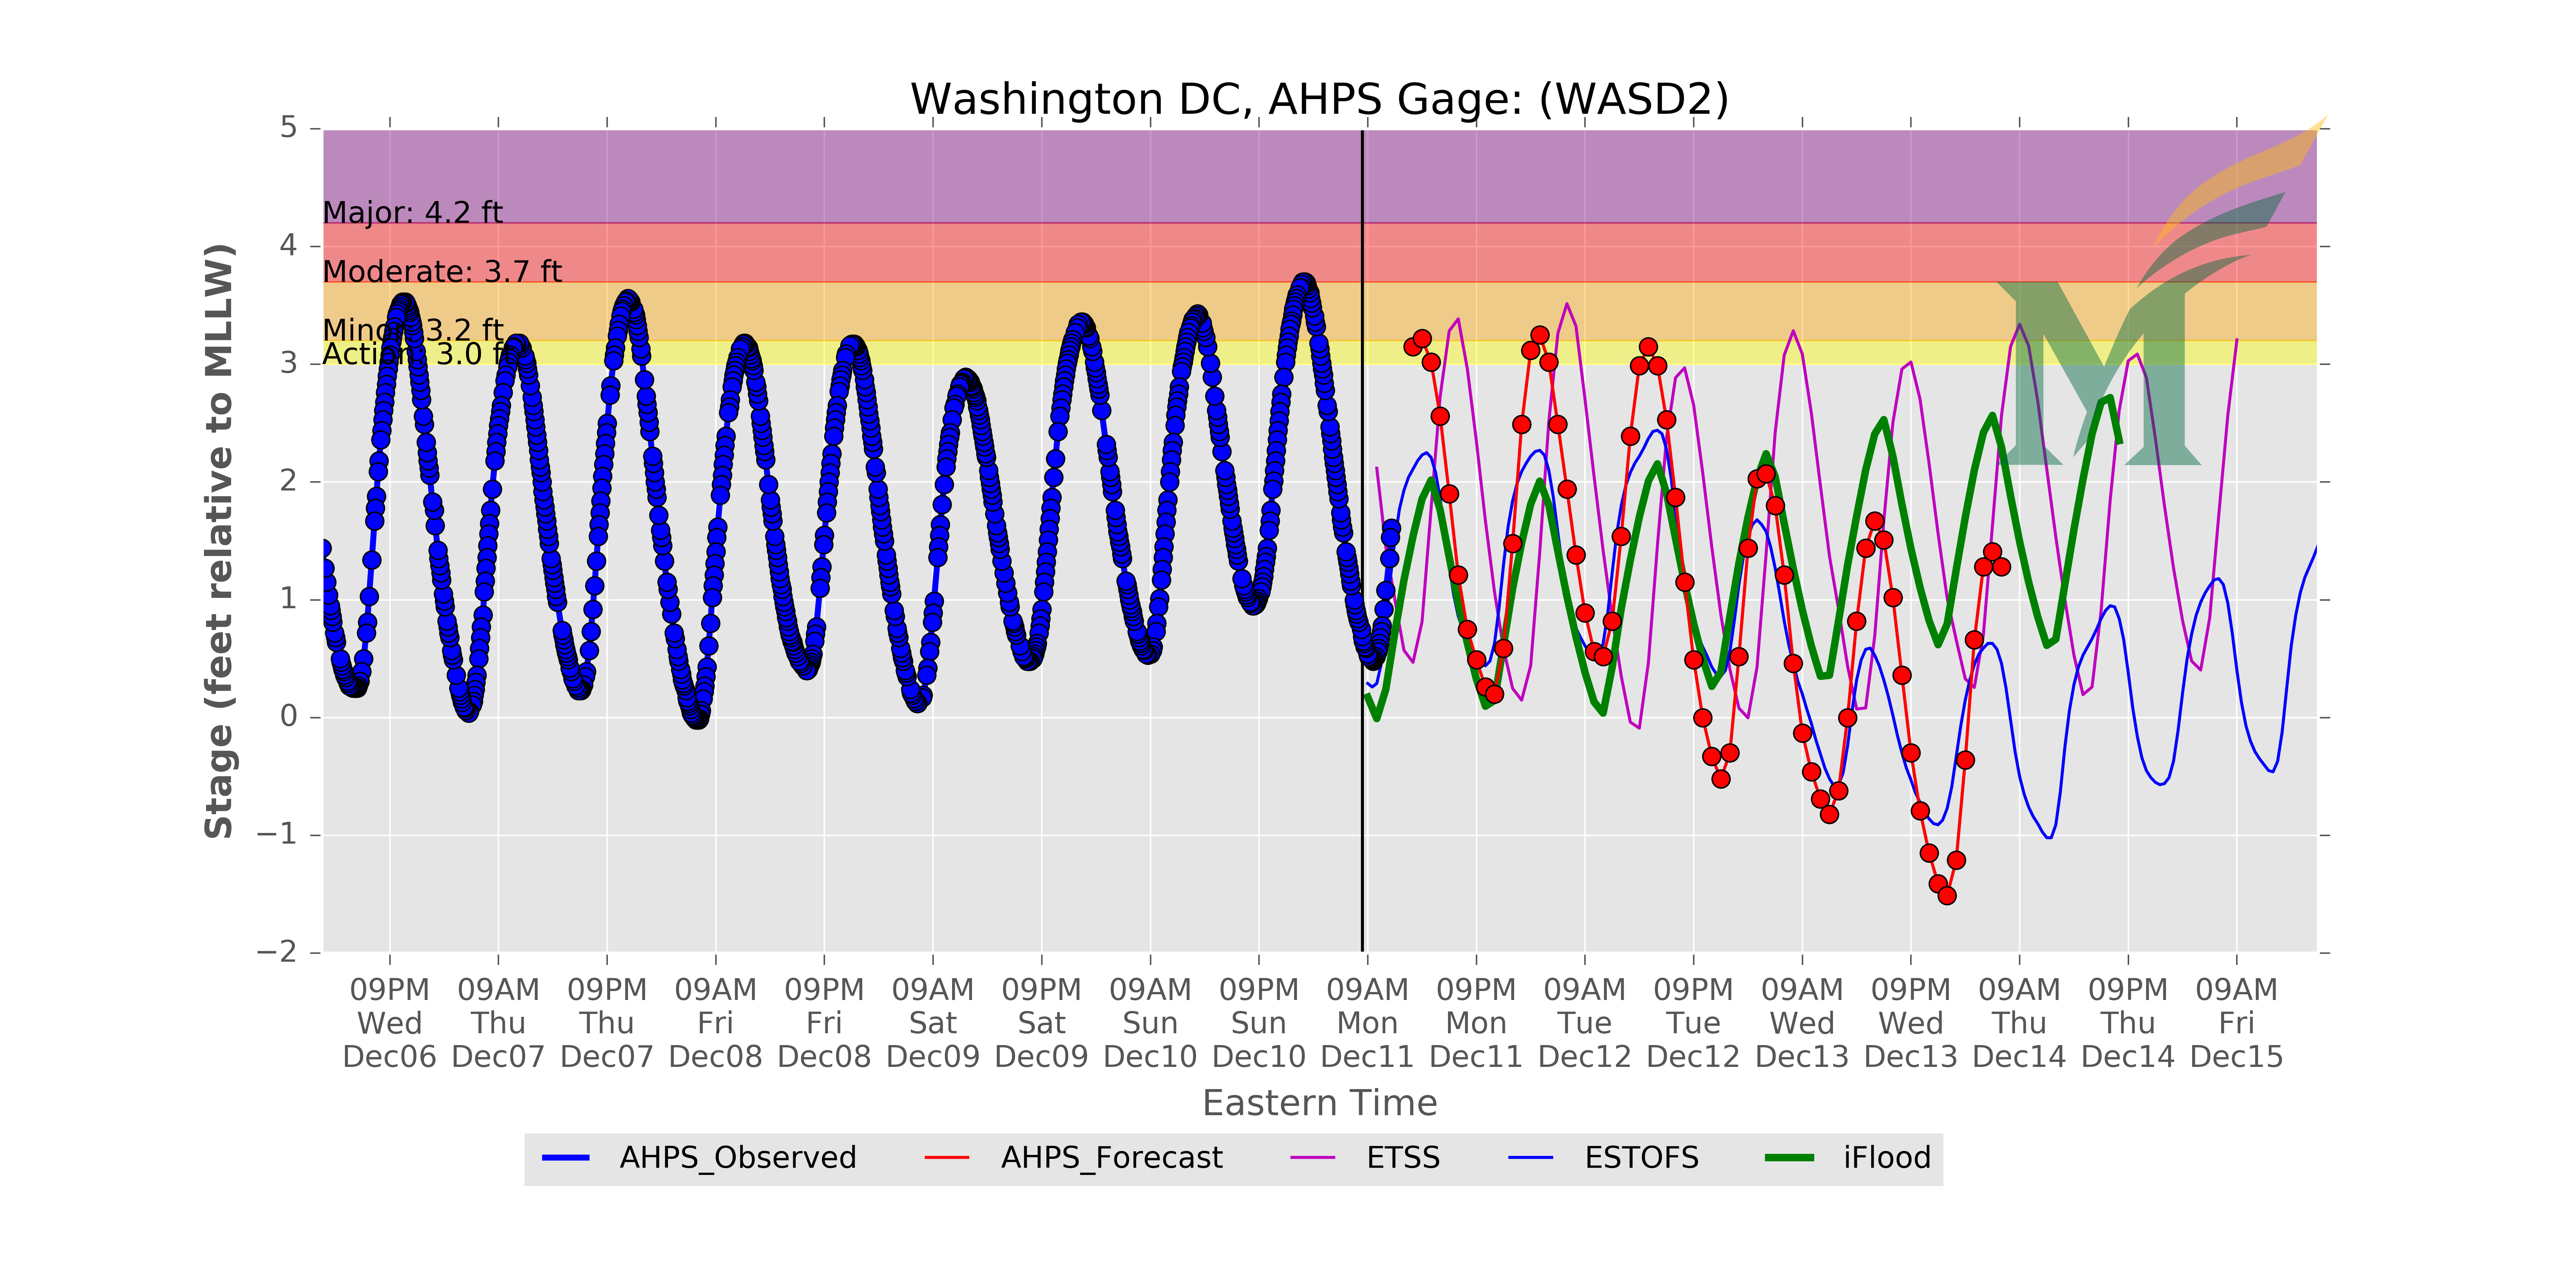 Washington DC, AHPS Gage: (WASD2)
Stage (feet relative to MLLW)
5
4
3
2
1
0
−1
−2
Major: 4.2 ft
Moderate: 3.7 ft
Minor: 3.2 ft
Action: 3.0 ft
09PM 09AM 09PM 09AM 09PM 09AM 09PM 09AM 09PM 09AM 09PM 09AM 09PM 09AM 09PM 09AM 09PM 09AM
Wed Thu Thu Fri Fri Sat Sat Sun Sun Mon Mon Tue Tue Wed Wed Thu Thu Fri
Dec06 Dec07 Dec07 Dec08 Dec08 Dec09 Dec09 Dec10 Dec10 Dec11 Dec11 Dec12 Dec12 Dec13 Dec13 Dec14 Dec14 Dec15
Eastern Time
AHPS_Observed AHPS_Forecast ETSS ESTOFS iFlood